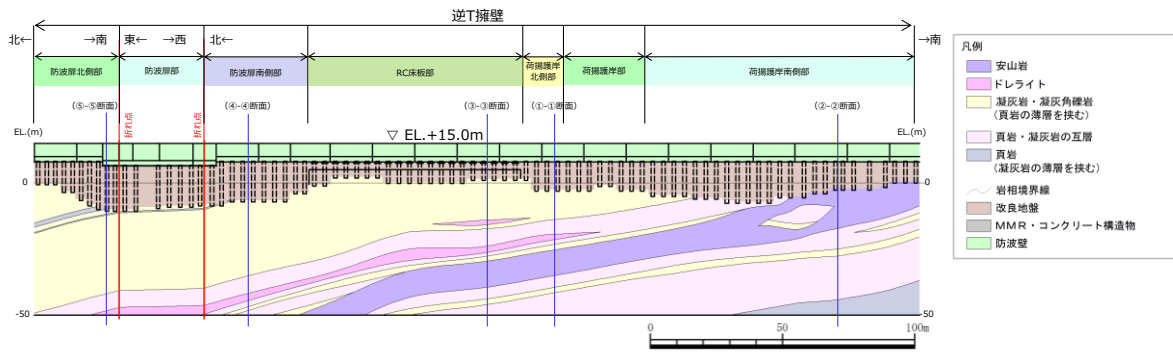 逆T擁壁
北← →南 東← →西 北← →南
防波扉北側部 防波扉部 防波扉南側部 RC床板部 荷揚護岸北側部 荷揚護岸部 荷揚護岸南側部
(⑤-⑤断面) 折れ点 折れ点 (④-④断面) (③-③断面) (①-①断面) (②-②断面)
EL.(m) ▽ EL.+15.0m EL.(m)
0 0
-50 -50
0 50 100m
凡例
安山岩
ドレライト
凝灰岩・凝灰角礫岩
(頁岩の薄層を挟む)
頁岩・凝灰岩の互層
頁岩
(凝灰岩の薄層を挟む)
岩相境界線
改良地盤
MMR・コンクリート構造物
防波壁